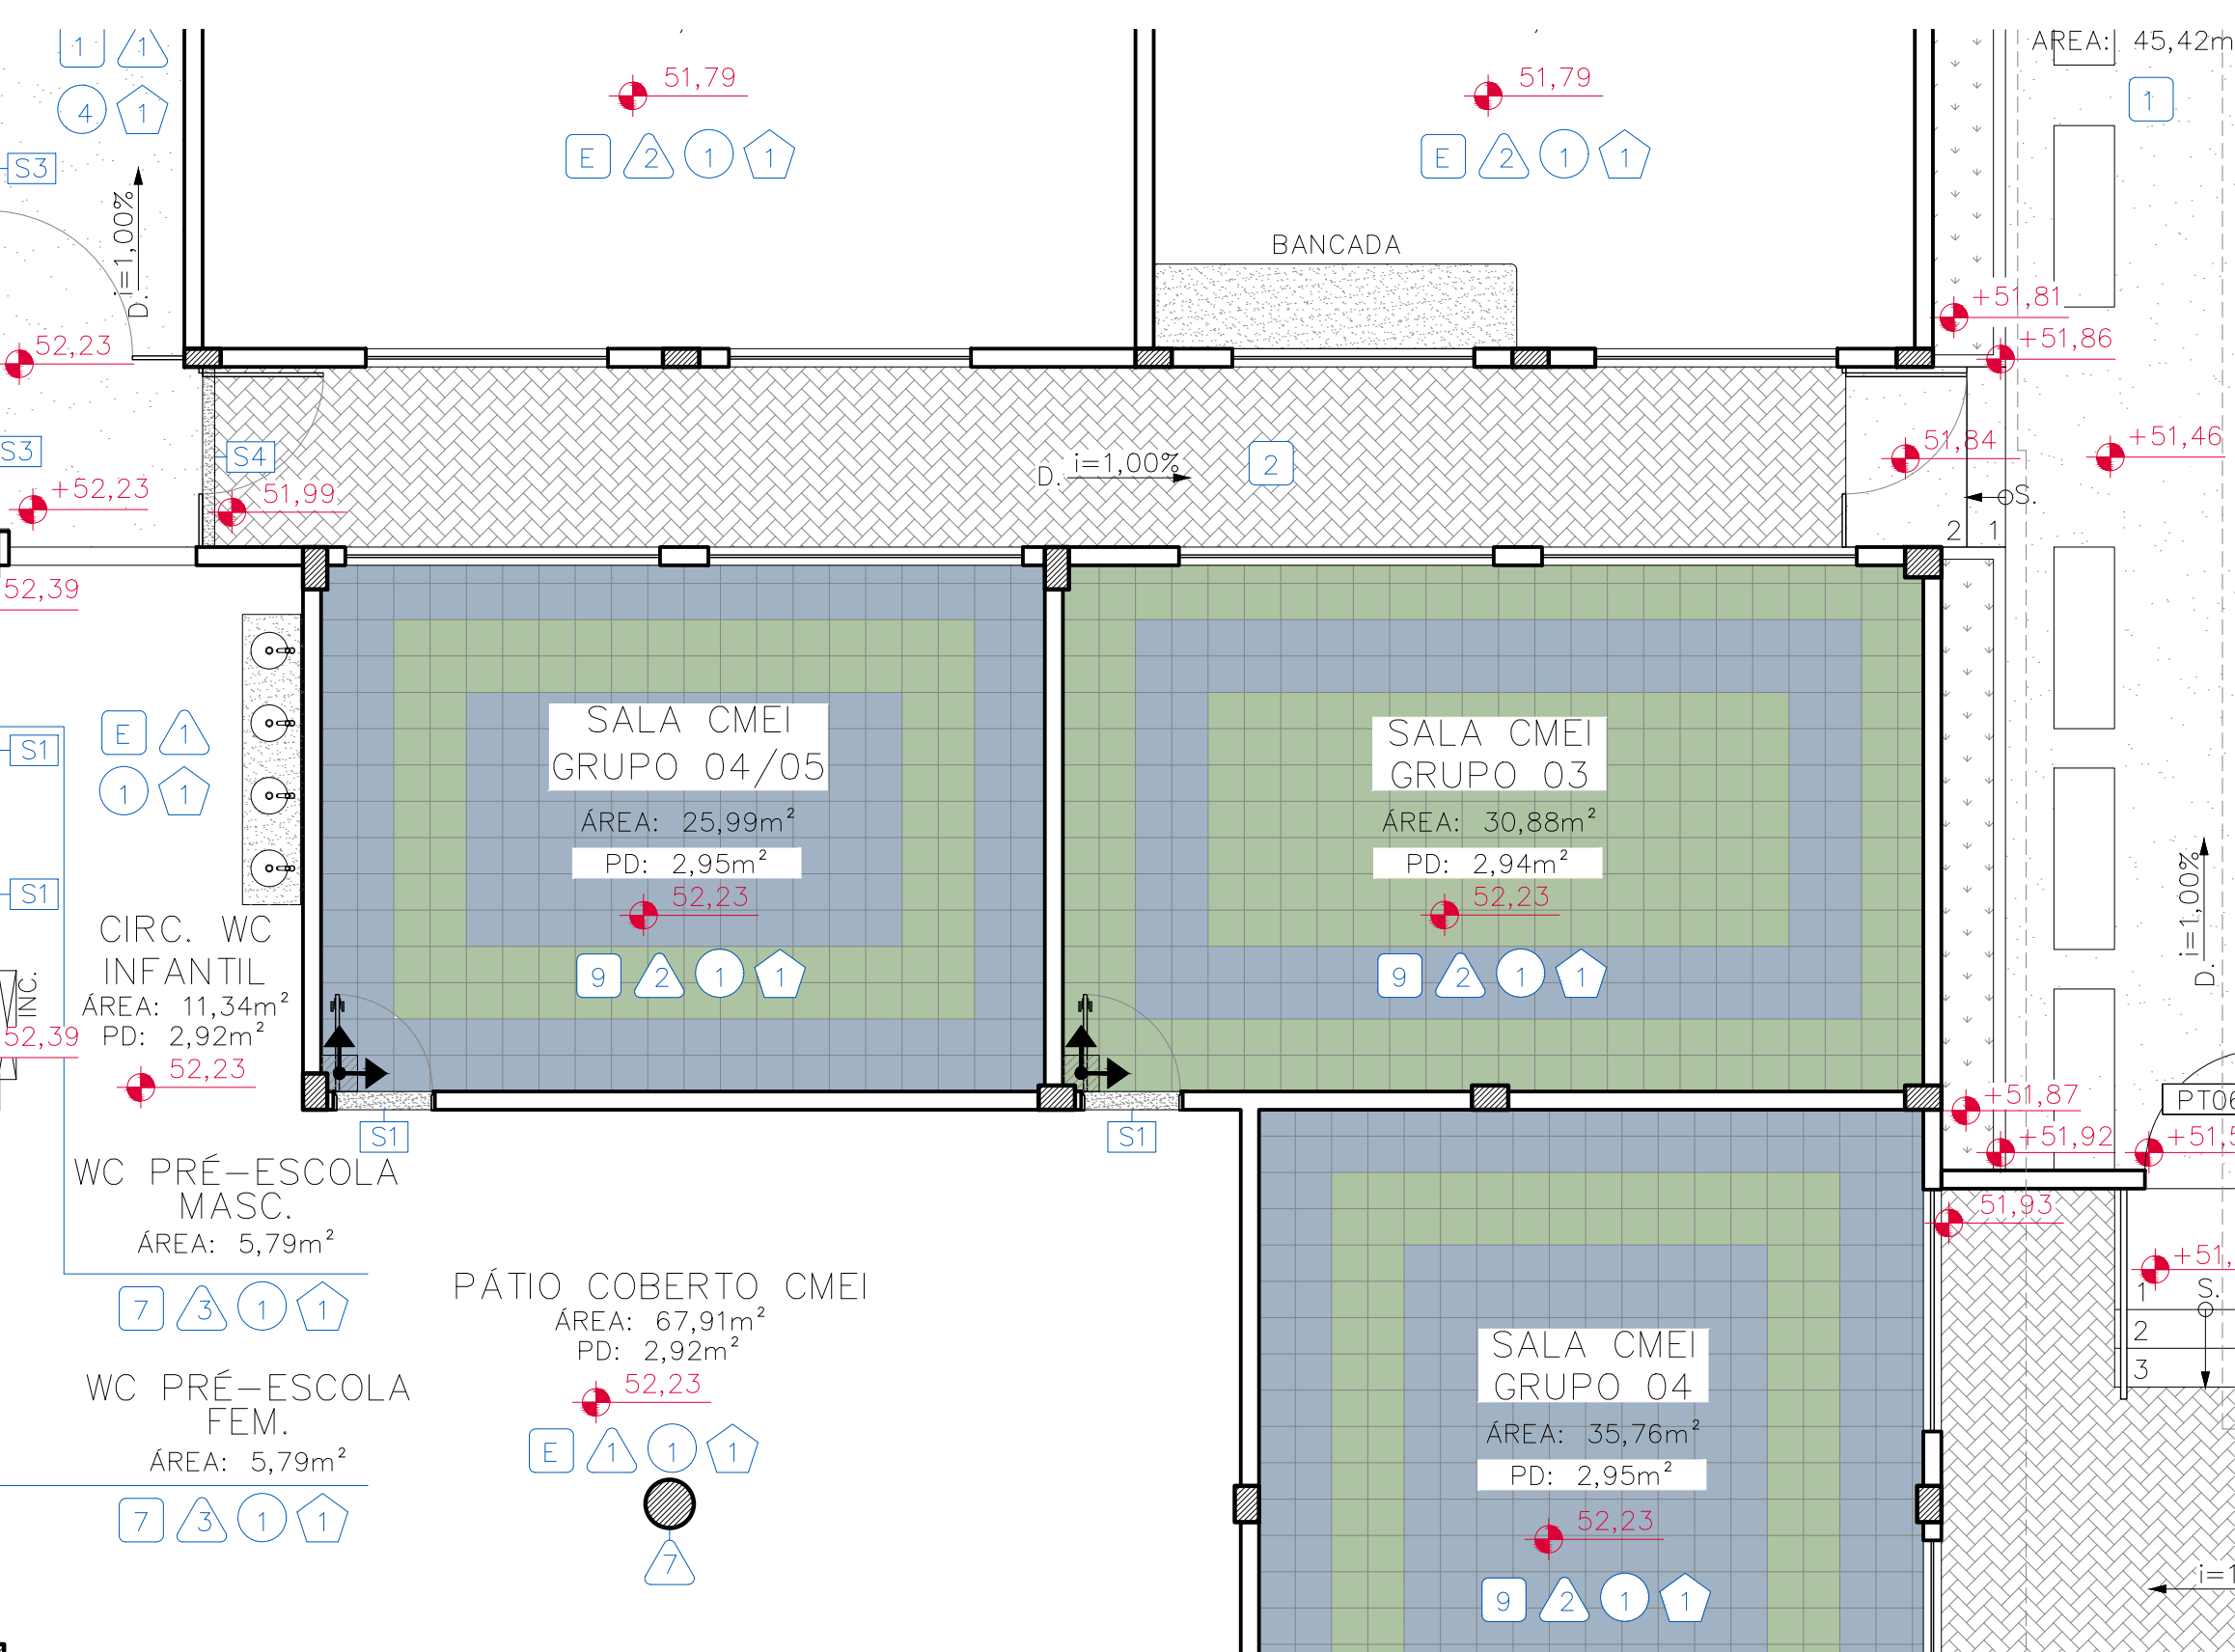 1 1
4 1
S3
D. i=1,00%
52,23
S3
+52,23
51,79
E 2 1 1
51,79
E 2 1 1
BANCADA
ÁREA: 45,42m
1
+51,81
+51,86
+51,46
51,84
S.
2 1
S4
51,99
D. i=1,00%
2
52,39
E 1
1 1
S1
S1
SALA CMEI
GRUPO 04/05
ÁREA: 25,99m²
PD: 2,95m²
52,23
9 2 1 1
SALA CMEI
GRUPO 03
ÁREA: 30,88m²
PD: 2,94m²
52,23
9 2 1 1
D. i=1,00%
CIRC. WC
INFANTIL
ÁREA: 11,34m²
PD: 2,92m²
52,23
INC.
52,39
S1
S1
+51,87
PT06
+51,92
51,93
1
2
3
S.
WC PRÉ-ESCOLA
MASC.
ÁREA: 5,79m²
7 3 1 1
WC PRÉ-ESCOLA
FEM.
ÁREA: 5,79m²
7 3 1 1
PÁTIO COBERTO CMEI
ÁREA: 67,91m²
PD: 2,92m²
52,23
E 1 1 1
7
SALA CMEI
GRUPO 04
ÁREA: 35,76m²
PD: 2,95m²
52,23
9 2 1 1